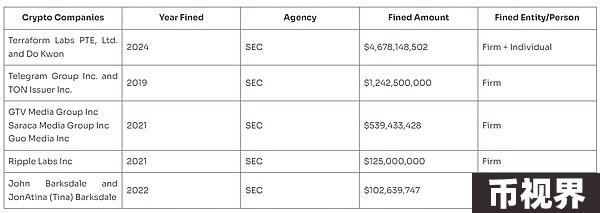 Crypto Companies Year Fined Agency Fined Amount Fined Entity/Person
Terraform Labs PTE, Ltd.
and Do Kwon 2024 SEC $4,678,148,502 Firm + Individual
Telegram Group Inc. and
TON Issuer Inc. 2019 SEC $1,242,500,000 Firm
GTV Media Group Inc
Saraca Media Group Inc 2021 SEC $539,433,428 Firm
Guo Media Inc
Ripple Labs Inc 2021 SEC $125,000,000 Firm
John Barksdale and
JonAtina (Tina) Barksdale 2022 SEC $102,639,747
币视界